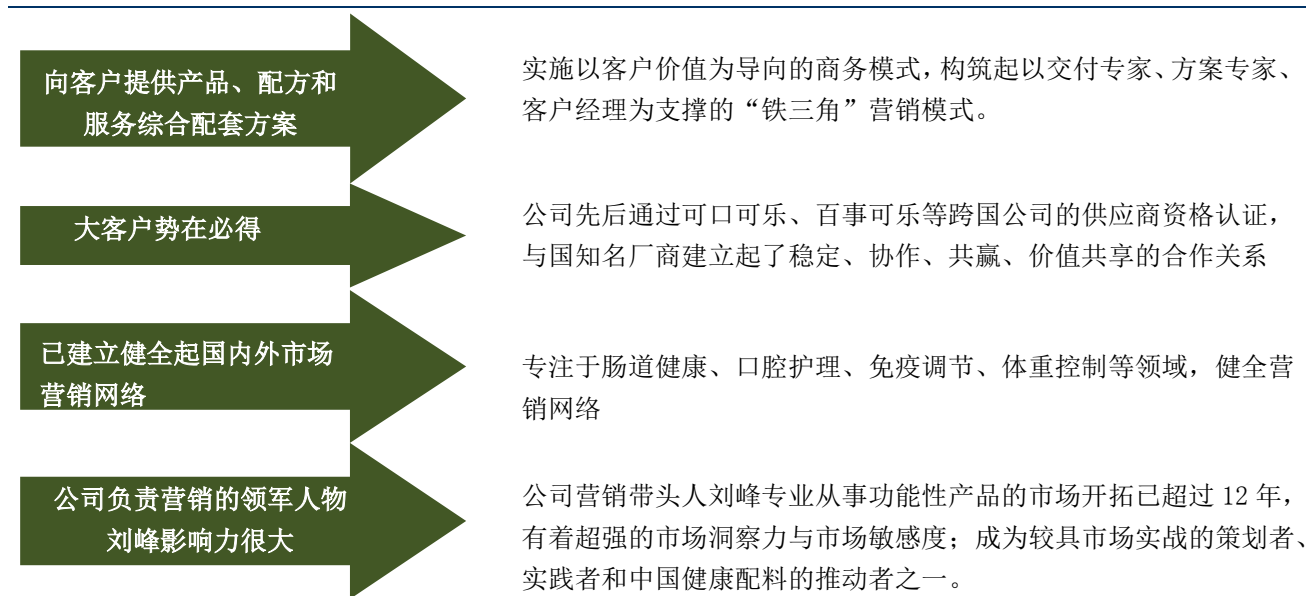 向客户提供产品、配方和
服务综合配套方案
实施以客户价值为导向的商务模式，构筑起以交付专家、方案专家、
客户经理为支撑的“铁三角”营销模式。
大客户势在必得
公司先后通过可口可乐、百事可乐等跨国公司的供应商资格认证，
与国知名厂商建立起了稳定、协作、共赢、价值共享的合作关系
已建立健全起国内外市场
营销网络
专注于肠道健康、口腔护理、免疫调节、体重控制等领域，健全营
销网络
公司负责营销的领军人物
刘峰影响力很大
公司营销带头人刘峰专业从事功能性产品的市场开拓已超过 12 年，
有着超强的市场洞察力与市场敏感度；成为较具市场实战的策划者、
实践者和中国健康配料的推动者之一。